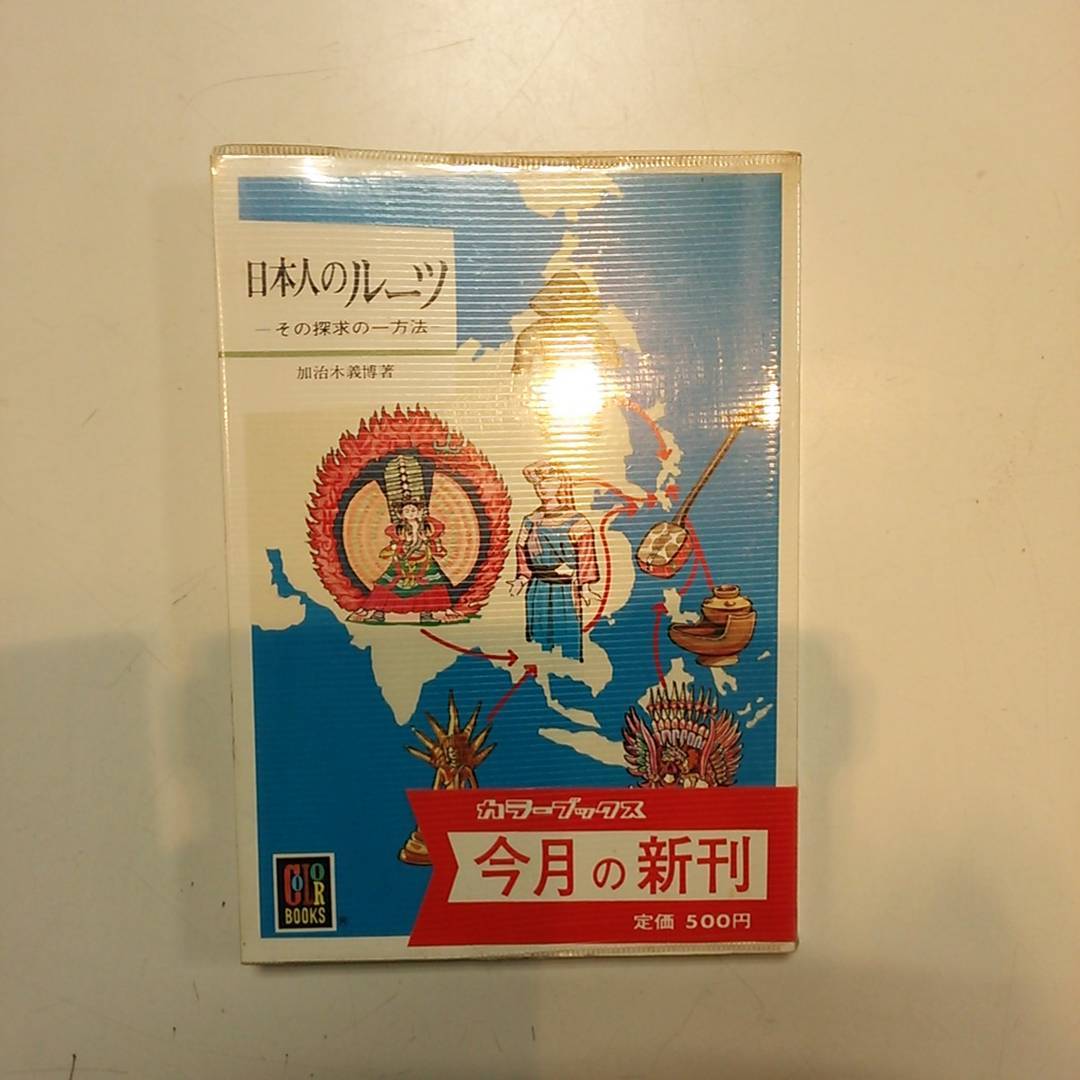 日本人のルーツ
―その探求の一方法―
加治木義博著
カラーブックス
今月の新刊
定価 500円
COLOR
BOOKS